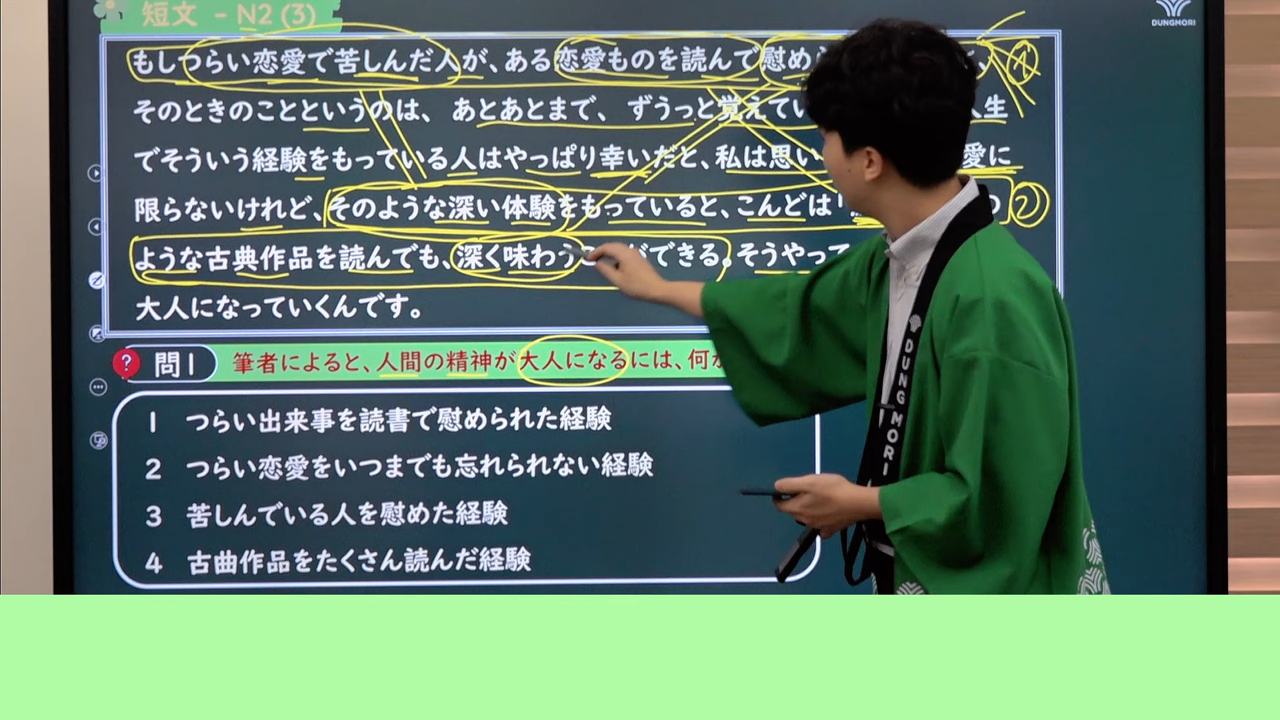 短文 - N2 (3)
DUNGMORI
もしつらい恋愛で苦しんだ人が、ある恋愛ものを読んで慰め
そのときのことというのは、あとあとまで、ずうっと覚えてい 人生
でそういう経験をもっている人はやっぱり幸いだと、私は思い 愛に
限らないけれど、そのような深い体験をもっていると、こんどは「 の ②
ような古典作品を読んでも、深く味わうこ ができる。そうやって
大人になっていくんです。
? 問1 筆者によると、人間の精神が大人になるには、何が
1 つらい出来事を読書で慰められた経験
2 つらい恋愛をいつまでも忘れられない経験
3 苦しんでいる人を慰めた経験
4 古曲作品をたくさん読んだ経験
DUNG MORI